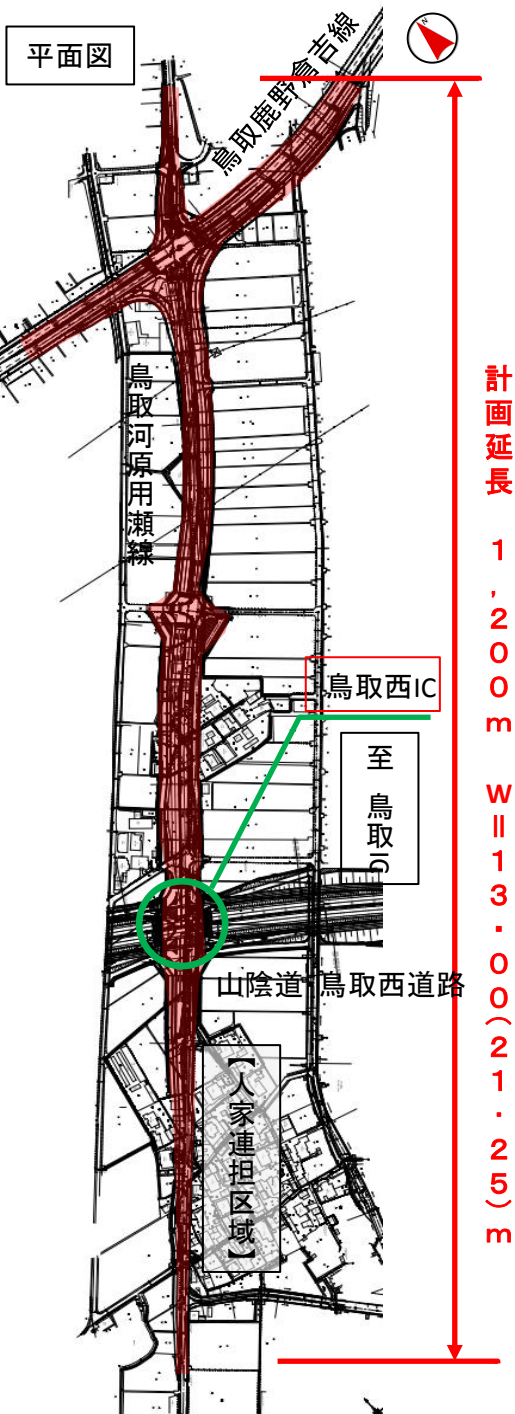 平面図
N
鳥取鹿野倉吉線
鳥取河原用瀬線
計画延長 1,200m W=13.00(21.25)m
鳥取西IC
至 鳥取IC
山陰道 鳥取西道路
【人家連担区域】